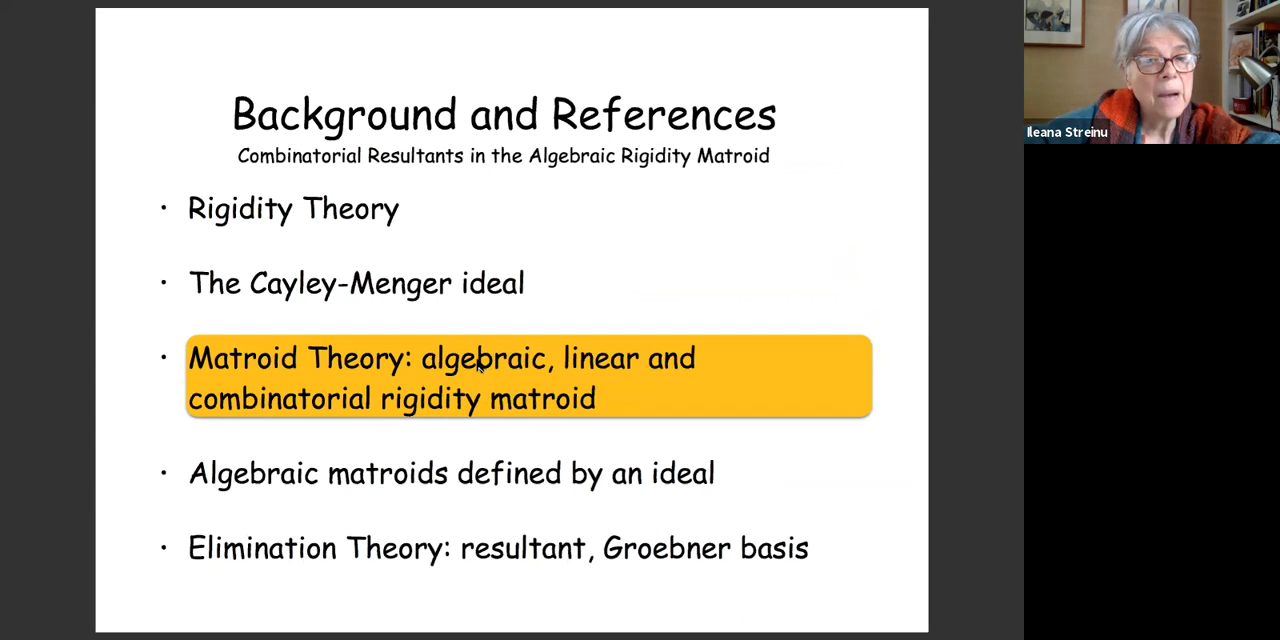 Background and References
Combinatorial Resultants in the Algebraic Rigidity Matroid
• Rigidity Theory
• The Cayley-Menger ideal
• Matroid Theory: algebraic, linear and
combinatorial rigidity matroid
• Algebraic matroids defined by an ideal
• Elimination Theory: resultant, Groebner basis
Ileana Streinu